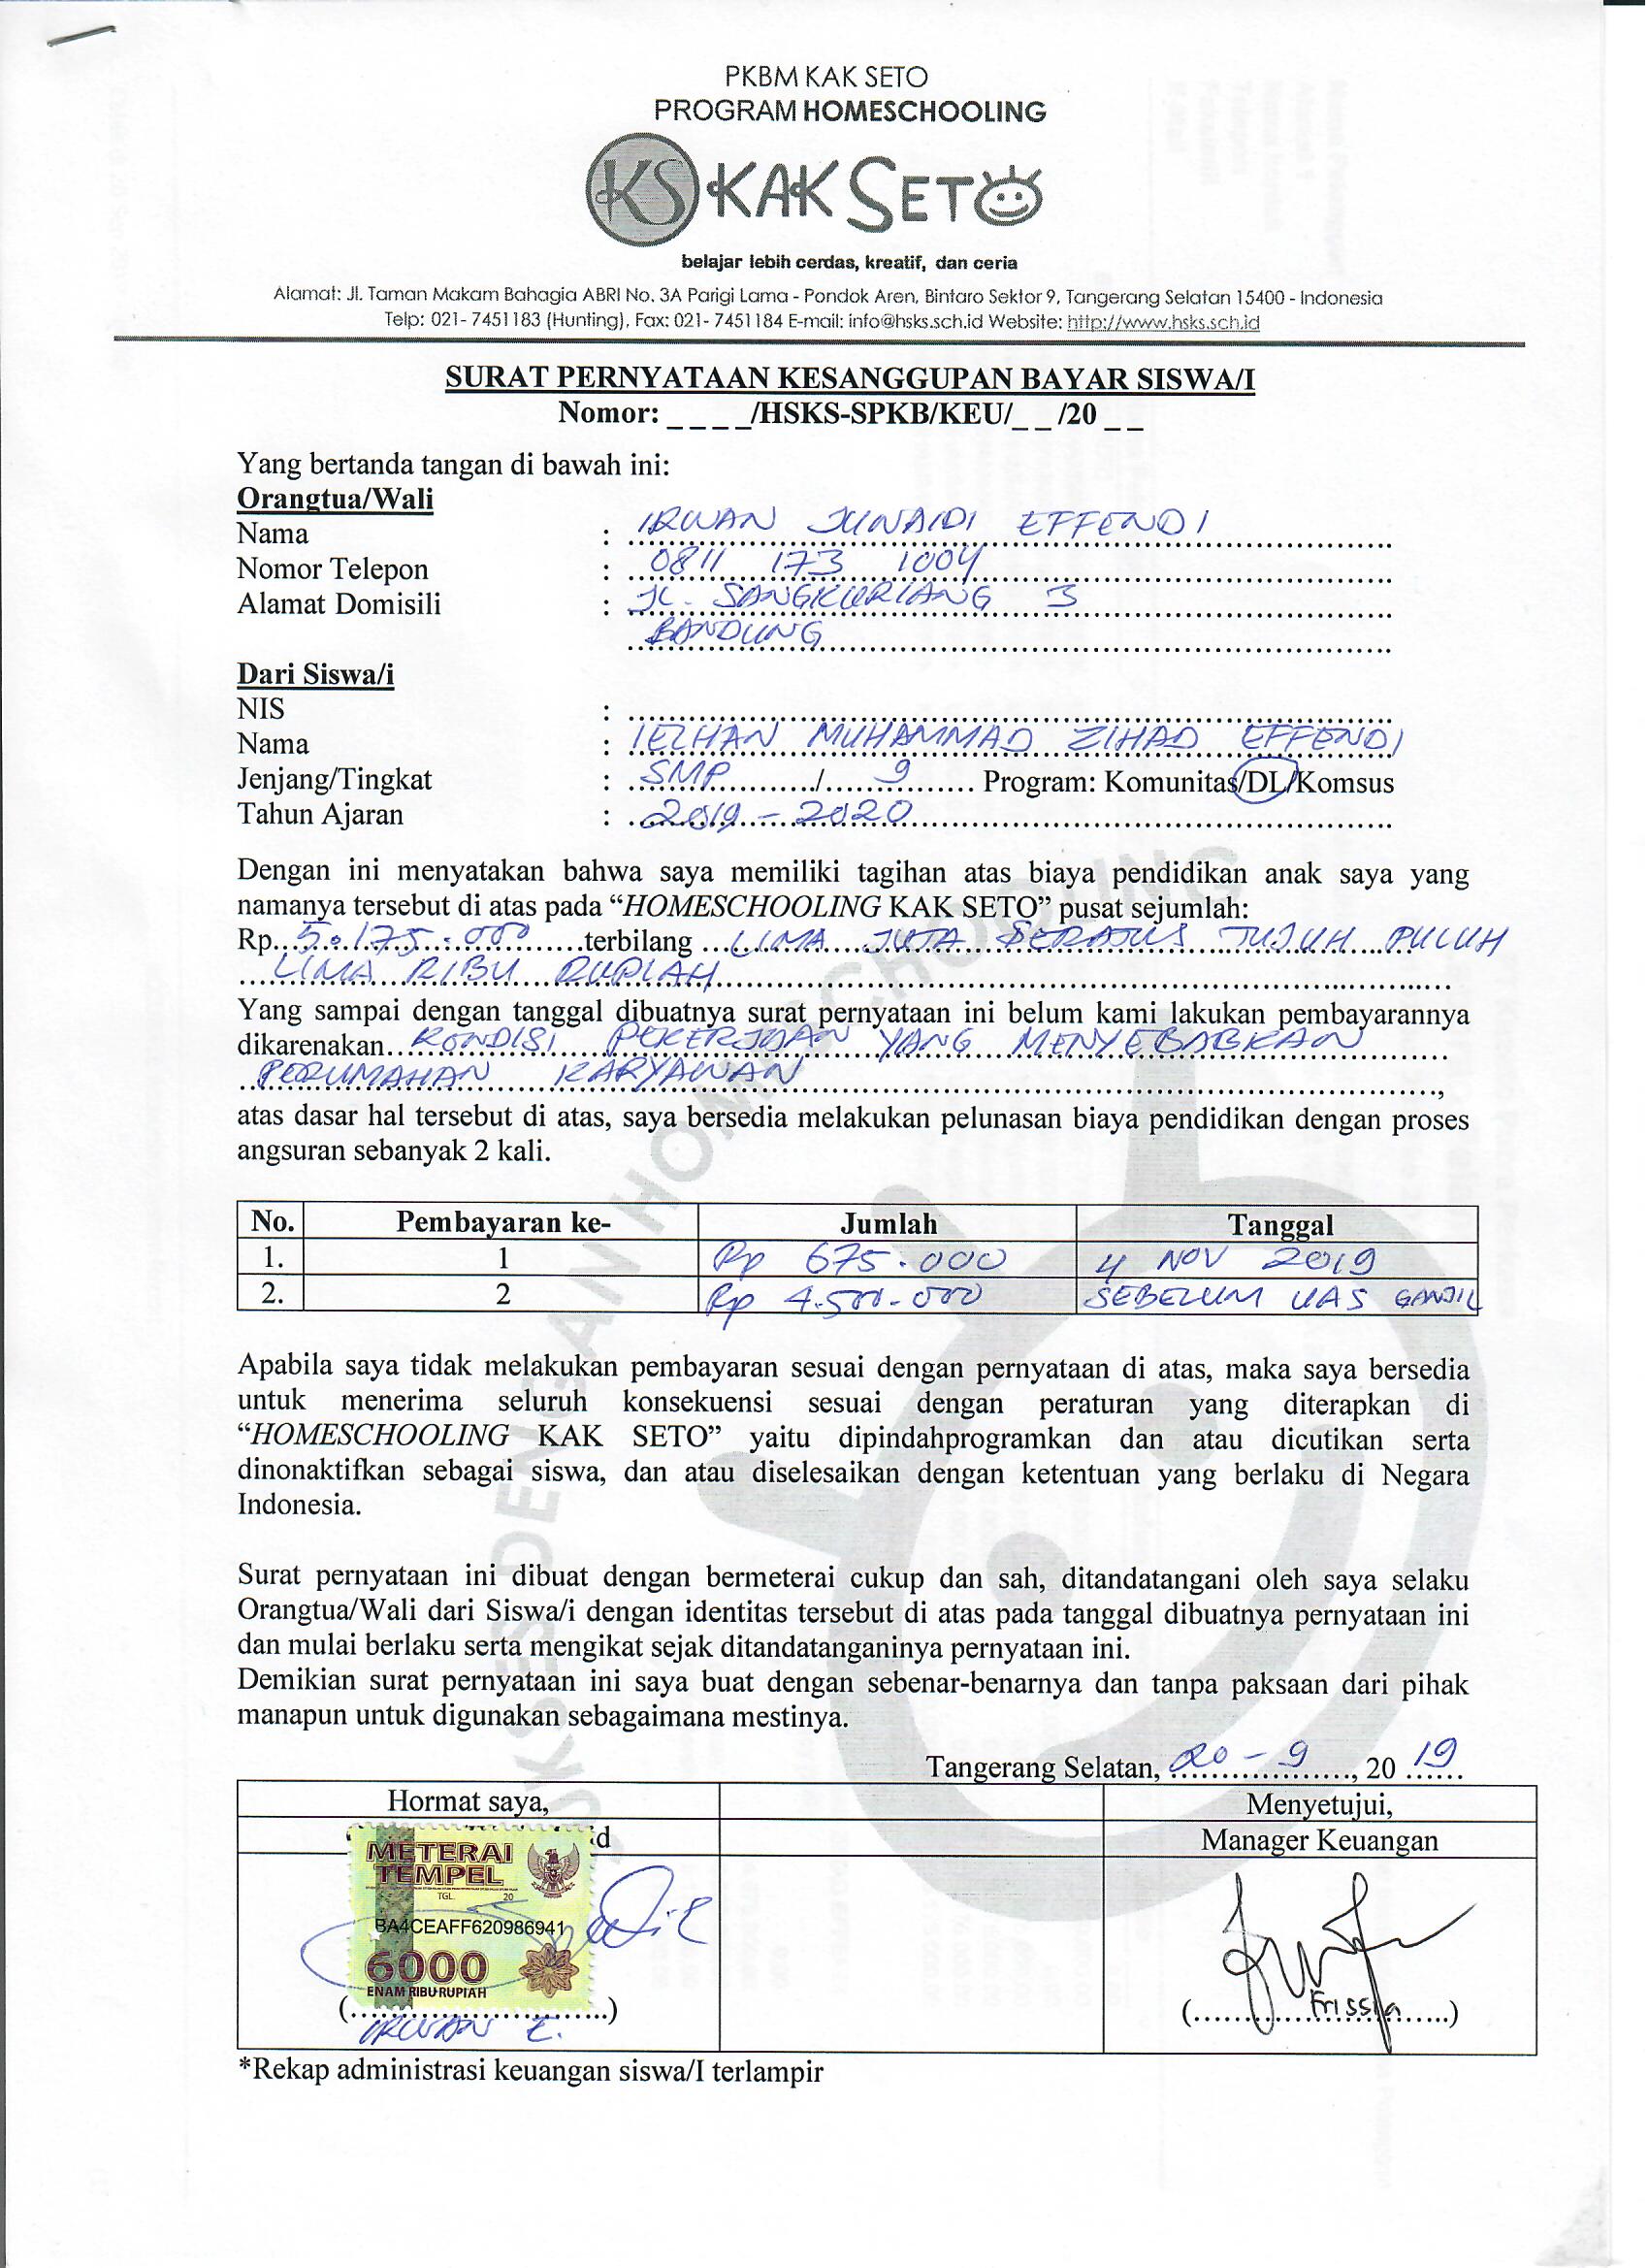 PKBM KAK SETO
PROGRAM HOMESCHOOLING
KS KAK SETO
belajar lebih cerdas, kreatif, dan ceria
Alamat: Jl. Taman Makam Bahagia ABRI No. 3A Parigi Lama - Pondok Aren, Bintaro Sektor 9, Tangerang Selatan 15400 - Indonesia
Telp: 021- 7451183 (Hunting), Fax: 021- 7451184 E-mail: info@hsks.sch.id Website: http://www.hsks.sch.id
SURAT PERNYATAAN KESANGGUPAN BAYAR SISWA/I
Nomor: _ _ _ _/HSKS-SPKB/KEU/_ _ /20 _ _
Yang bertanda tangan di bawah ini:
Orangtua/Wali
Nama : IRWAN JUNAIDI EFFENDI
Nomor Telepon : 0811 173 1004
Alamat Domisili : JL. SANGKURIANG 3
BANDUNG
Dari Siswa/i
NIS :
Nama : IEZHAN MUHAMMAD ZIHAD EFFENDI
Jenjang/Tingkat : SMP / 9 Program: Komunitas/DL/Komsus
Tahun Ajaran : 2019 - 2020
Dengan ini menyatakan bahwa saya memiliki tagihan atas biaya pendidikan anak saya yang
namanya tersebut di atas pada “HOMESCHOOLING KAK SETO” pusat sejumlah:
Rp. 5.175.000 terbilang LIMA JUTA SERATUS TUJUH PULUH
LIMA RIBU RUPIAH
Yang sampai dengan tanggal dibuatnya surat pernyataan ini belum kami lakukan pembayarannya
dikarenakan KONDISI PEKERJAAN YANG MENYEBABKAN
PERUMAHAN KARYAWAN,
atas dasar hal tersebut di atas, saya bersedia melakukan pelunasan biaya pendidikan dengan proses
angsuran sebanyak 2 kali.
No. Pembayaran ke- Jumlah Tanggal
1. 1 Rp 675.000 4 NOV 2019
2. 2 Rp 4.500.000 SEBELUM UAS GANJIL
Apabila saya tidak melakukan pembayaran sesuai dengan pernyataan di atas, maka saya bersedia
untuk menerima seluruh konsekuensi sesuai dengan peraturan yang diterapkan di
“HOMESCHOOLING KAK SETO” yaitu dipindahprogramkan dan atau dicutikan serta
dinonaktifkan sebagai siswa, dan atau diselesaikan dengan ketentuan yang berlaku di Negara
Indonesia.
Surat pernyataan ini dibuat dengan bermeterai cukup dan sah, ditandatangani oleh saya selaku
Orangtua/Wali dari Siswa/i dengan identitas tersebut di atas pada tanggal dibuatnya pernyataan ini
dan mulai berlaku serta mengikat sejak ditandatanganinya pernyataan ini.
Demikian surat pernyataan ini saya buat dengan sebenar-benarnya dan tanpa paksaan dari pihak
manapun untuk digunakan sebagaimana mestinya.
Tangerang Selatan, 20 - 9, 20 19
Hormat saya, Menyetujui,
Manager Keuangan
METERAI
TEMPEL
TGL. 20
BA4CEAFF620986941
6000
ENAM RIBU RUPIAH
(IRWAN E.) (Frissia)
*Rekap administrasi keuangan siswa/I terlampir